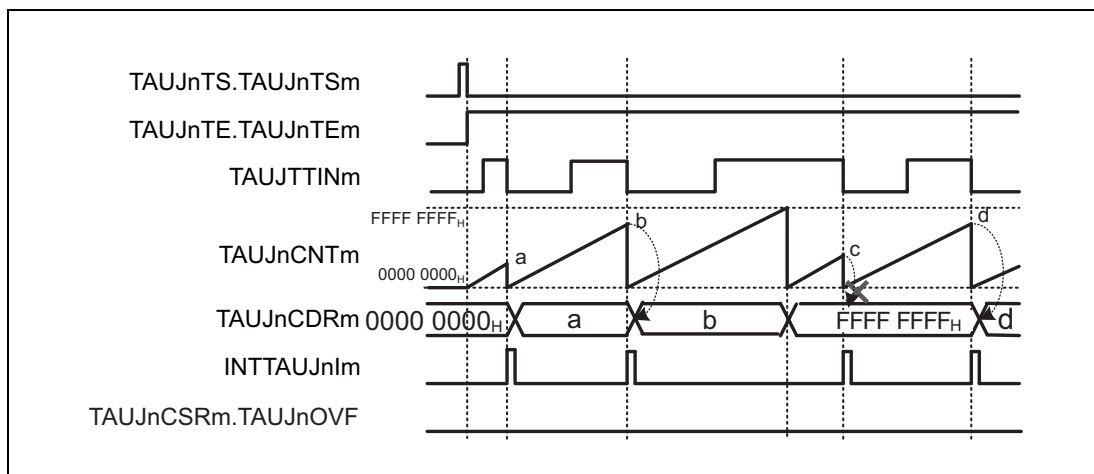 TAUJnTS.TAUJnTSm
TAUJnTE.TAUJnTEm
TAUJTTINm
FFFF FFFFH
TAUJnCNTm
0000 0000H
a
b
c
d
TAUJnCDRm
0000 0000H
a
b
FFFF FFFFH
d
INTTAUJnIm
TAUJnCSRm.TAUJnOVF